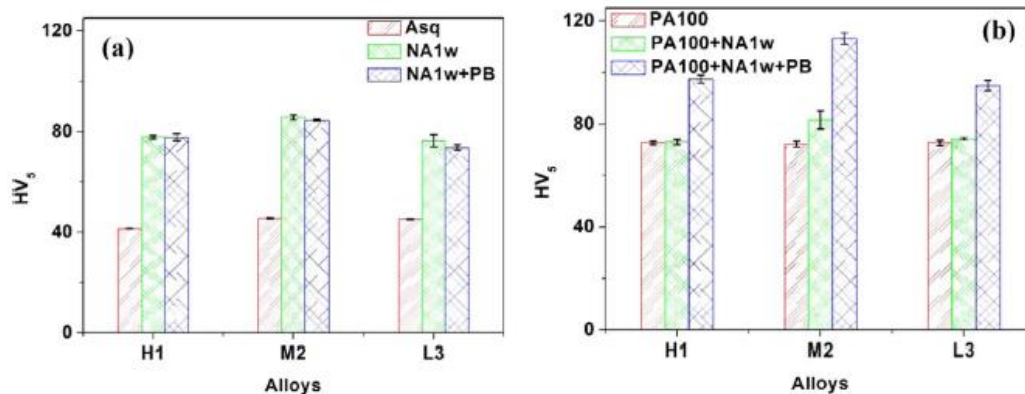 (a)
Asq
NA1w
NA1w+PB
120
80
40
0
HV5
H1
M2
L3
Alloys
(b)
PA100
PA100+NA1w
PA100+NA1w+PB
120
80
40
0
HV5
H1
M2
L3
Alloys